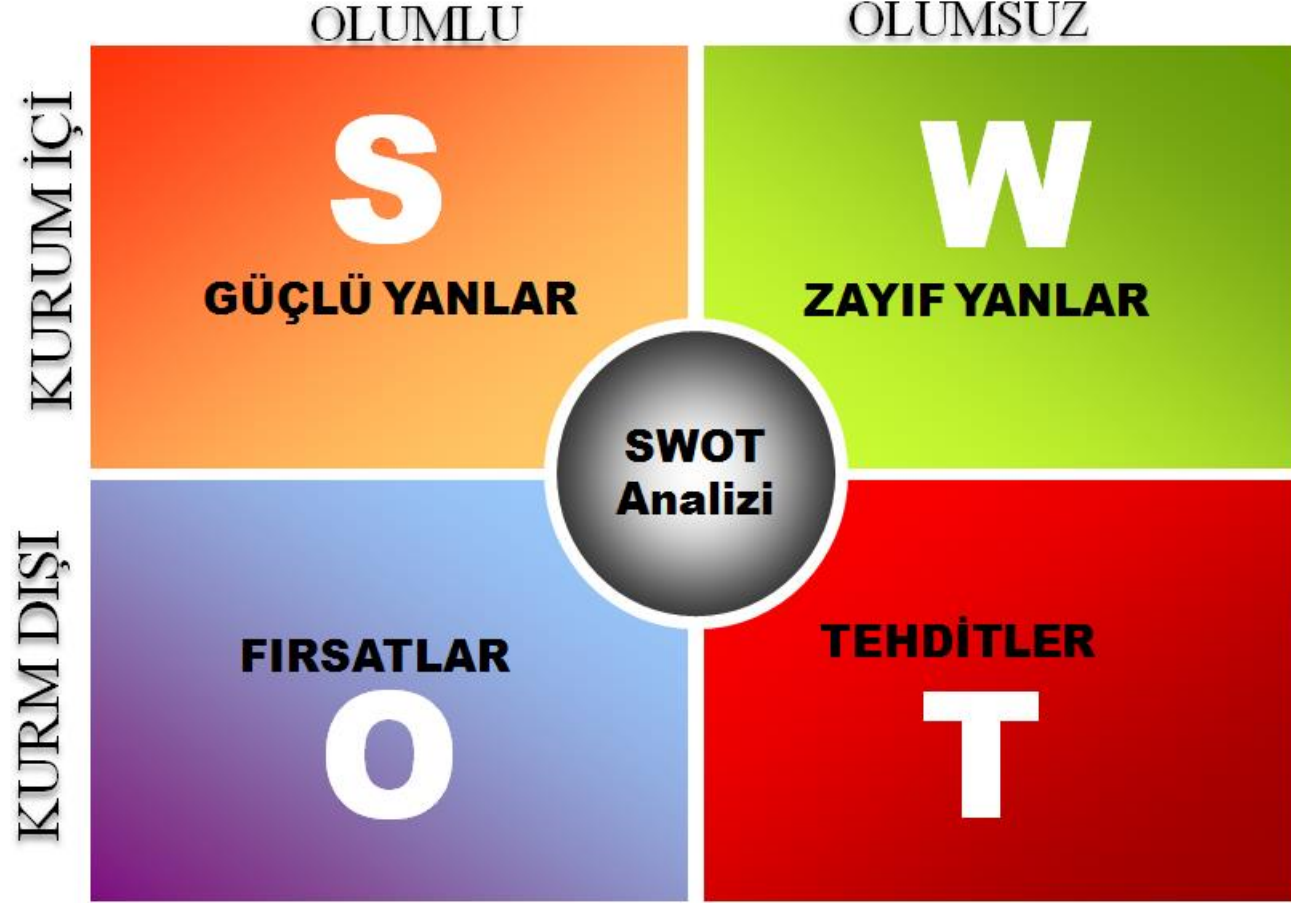 OLUMLU
OLUMSUZ
KURUM İÇİ
S
GÜÇLÜ YANLAR
W
ZAYIF YANLAR
SWOT
Analizi
KURM DIŞI
FIRSATLAR
O
TEHDİTLER
T